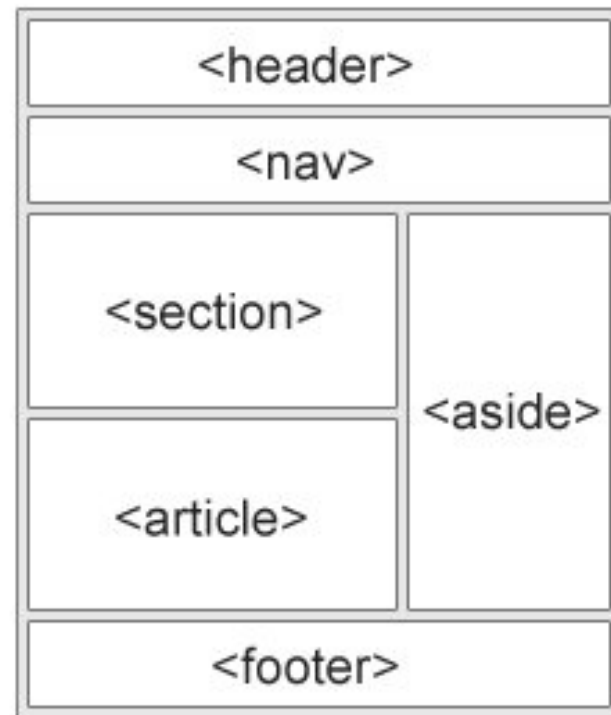 <header>
<nav>
<section>
<aside>
<article>
<footer>